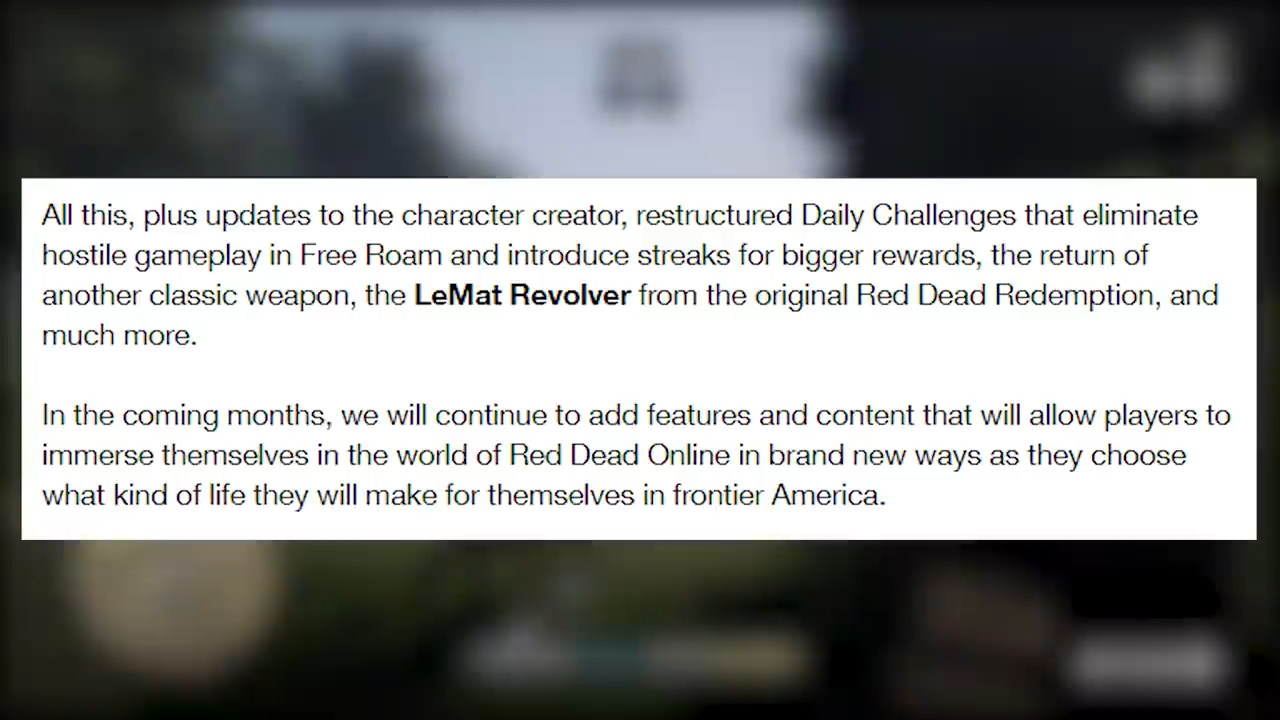 All this, plus updates to the character creator, restructured Daily Challenges that eliminate
hostile gameplay in Free Roam and introduce streaks for bigger rewards, the return of
another classic weapon, the LeMat Revolver from the original Red Dead Redemption, and
much more.
In the coming months, we will continue to add features and content that will allow players to
immerse themselves in the world of Red Dead Online in brand new ways as they choose
what kind of life they will make for themselves in frontier America.